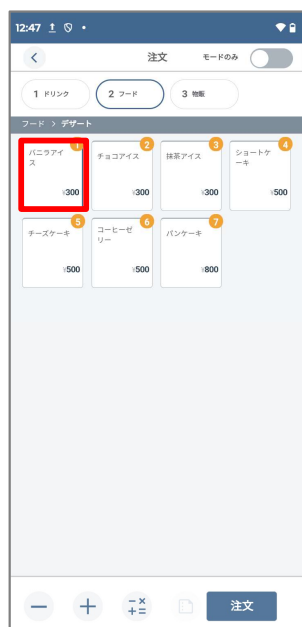 12:47
注文
モードのみ
1 ドリンク
2 フード
3 物販
フード > デザート
1
バニラアイ
ス
¥300
2
チョコアイス
¥300
3
抹茶アイス
¥300
4
ショートケ
ーキ
¥500
5
チーズケーキ
¥500
6
コーヒーゼ
リー
¥500
7
パンケーキ
¥800
注文